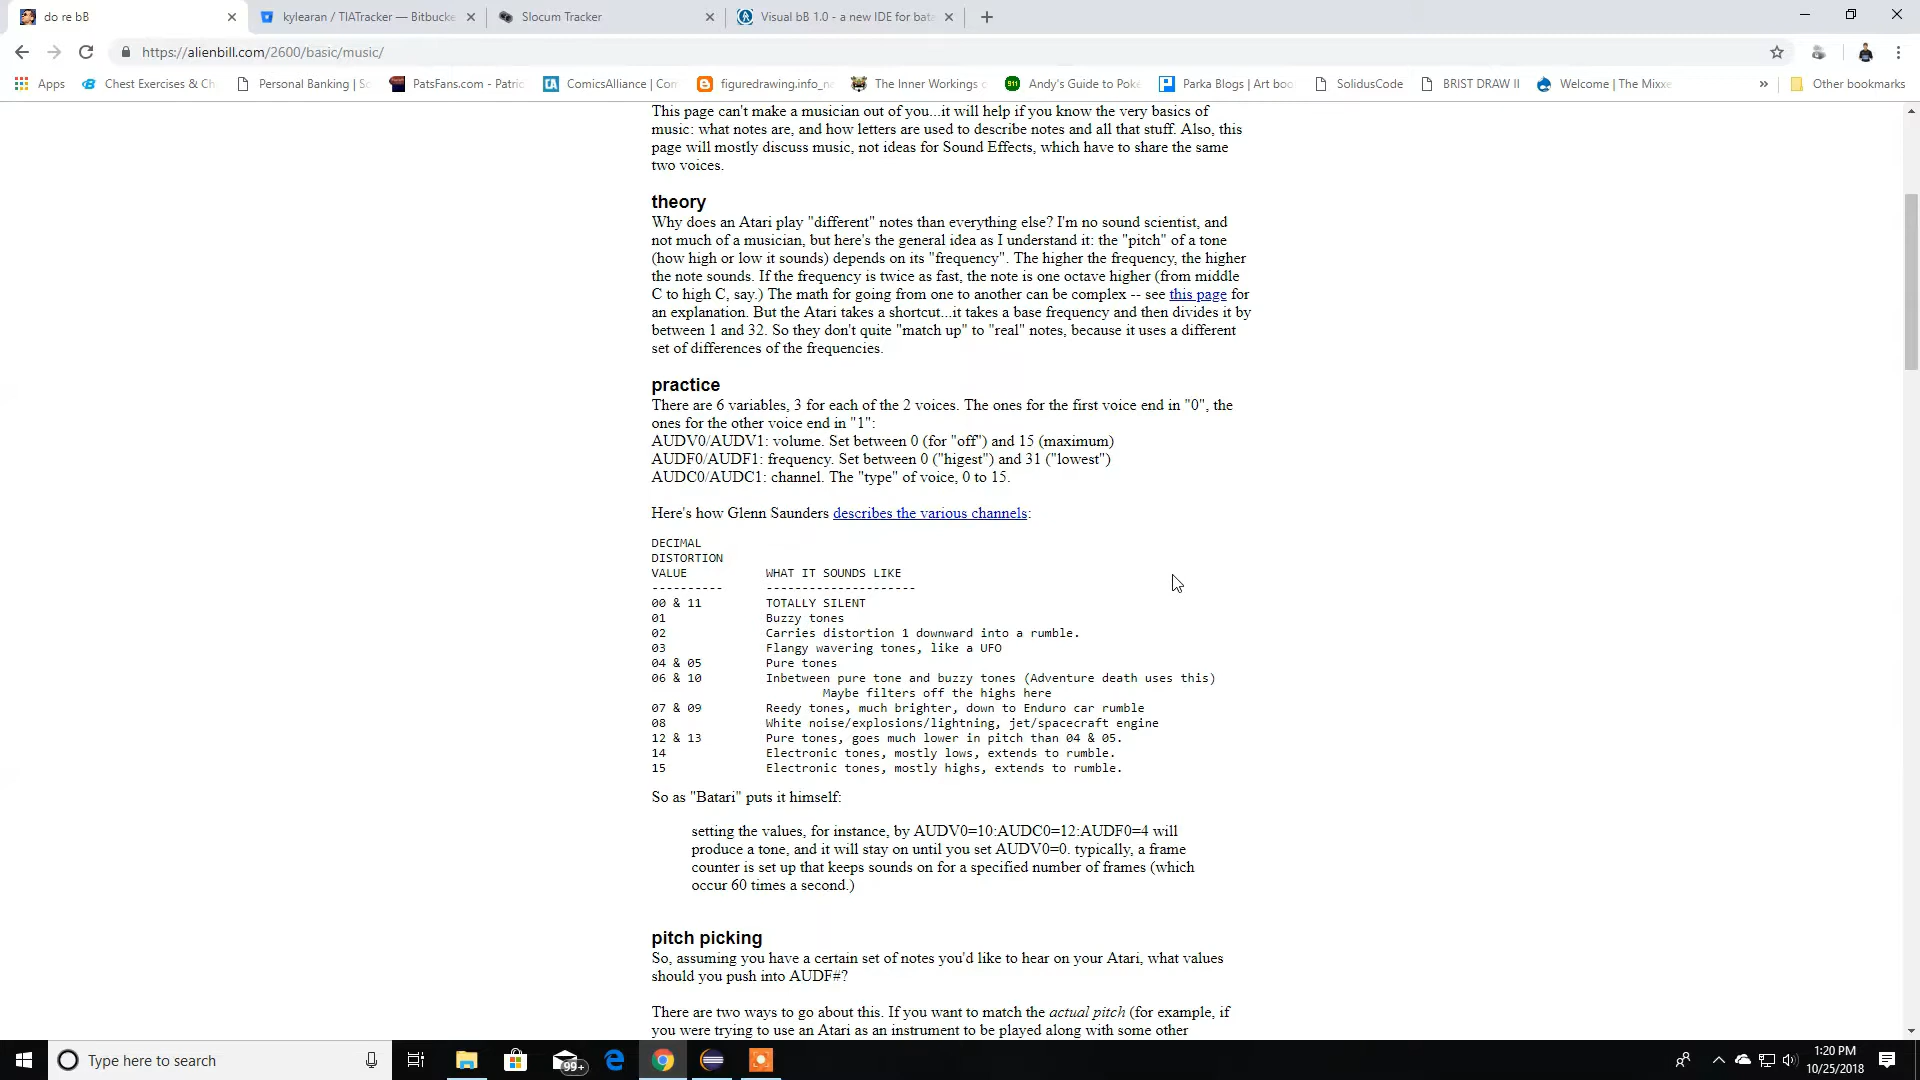 do re bB
kylearan / TIATracker — Bitbucke
Slocum Tracker
Visual bB 1.0 - a new IDE for bat
https://alienbill.com/2600/basic/music/
Apps
Chest Exercises & Ch
Personal Banking | Sc
PatsFans.com - Patric
CA
ComicsAlliance | Com
figuredrawing.info_n
The Inner Workings o
Andy's Guide to Poké
Parka Blogs | Art boo
SolidusCode
BRIST DRAW II
Welcome | The Mixxe
»
Other bookmarks
This page can't make a musician out of you...it will help if you know the very basics of
music: what notes are, and how letters are used to describe notes and all that stuff. Also, this
page will mostly discuss music, not ideas for Sound Effects, which have to share the same
two voices.
theory
Why does an Atari play "different" notes than everything else? I'm no sound scientist, and
not much of a musician, but here's the general idea as I understand it: the "pitch" of a tone
(how high or low it sounds) depends on its "frequency". The higher the frequency, the higher
the note sounds. If the frequency is twice as fast, the note is one octave higher (from middle
C to high C, say.) The math for going from one to another can be complex -- see this page for
an explanation. But the Atari takes a shortcut...it takes a base frequency and then divides it by
between 1 and 32. So they don't quite "match up" to "real" notes, because it uses a different
set of differences of the frequencies.
practice
There are 6 variables, 3 for each of the 2 voices. The ones for the first voice end in "0", the
ones for the other voice end in "1":
AUDV0/AUDV1: volume. Set between 0 (for "off") and 15 (maximum)
AUDF0/AUDF1: frequency. Set between 0 ("higest") and 31 ("lowest")
AUDC0/AUDC1: channel. The "type" of voice, 0 to 15.
Here's how Glenn Saunders describes the various channels:
DECIMAL
DISTORTION
VALUE WHAT IT SOUNDS LIKE
---------- ---------------------
00 & 11 TOTALLY SILENT
01 Buzzy tones
02 Carries distortion 1 downward into a rumble.
03 Flangy wavering tones, like a UFO
04 & 05 Pure tones
06 & 10 Inbetween pure tone and buzzy tones (Adventure death uses this)
Maybe filters off the highs here
07 & 09 Reedy tones, much brighter, down to Enduro car rumble
08 White noise/explosions/lightning, jet/spacecraft engine
12 & 13 Pure tones, goes much lower in pitch than 04 & 05.
14 Electronic tones, mostly lows, extends to rumble.
15 Electronic tones, mostly highs, extends to rumble.
So as "Batari" puts it himself:
setting the values, for instance, by AUDV0=10:AUDC0=12:AUDF0=4 will
produce a tone, and it will stay on until you set AUDV0=0. typically, a frame
counter is set up that keeps sounds on for a specified number of frames (which
occur 60 times a second.)
pitch picking
So, assuming you have a certain set of notes you'd like to hear on your Atari, what values
should you push into AUDF#?
There are two ways to go about this. If you want to match the actual pitch (for example, if
you were trying to use an Atari as an instrument to be played along with some other
Type here to search
99+
1:20 PM
10/25/2018